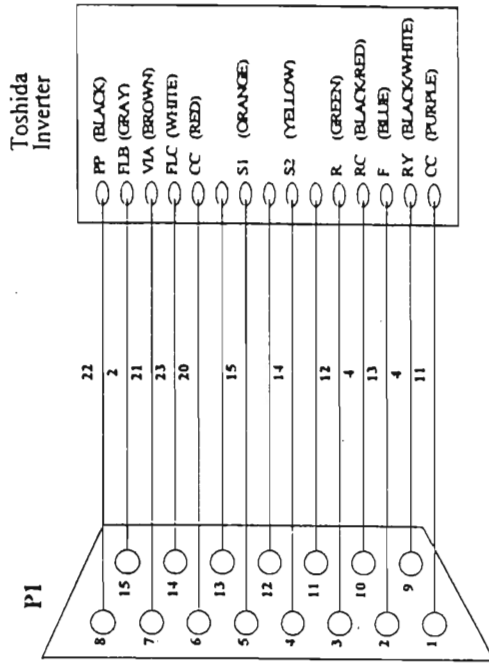 P1
Toshida
Inverter
8 22 PP (BLACK)
15 2 FLB (GRAY)
7 21 VIA (BROWN)
14 23 FLC (WHITE)
6 20 CC (RED)
13
5 15 S1 (ORANGE)
12
4 14 S2 (YELLOW)
11
3 12 R (GREEN)
10 4 RC (BLACK/RED)
2 13 F (BLUE)
9 4 RY (BLACK/WHITE)
1 11 CC (PURPLE)